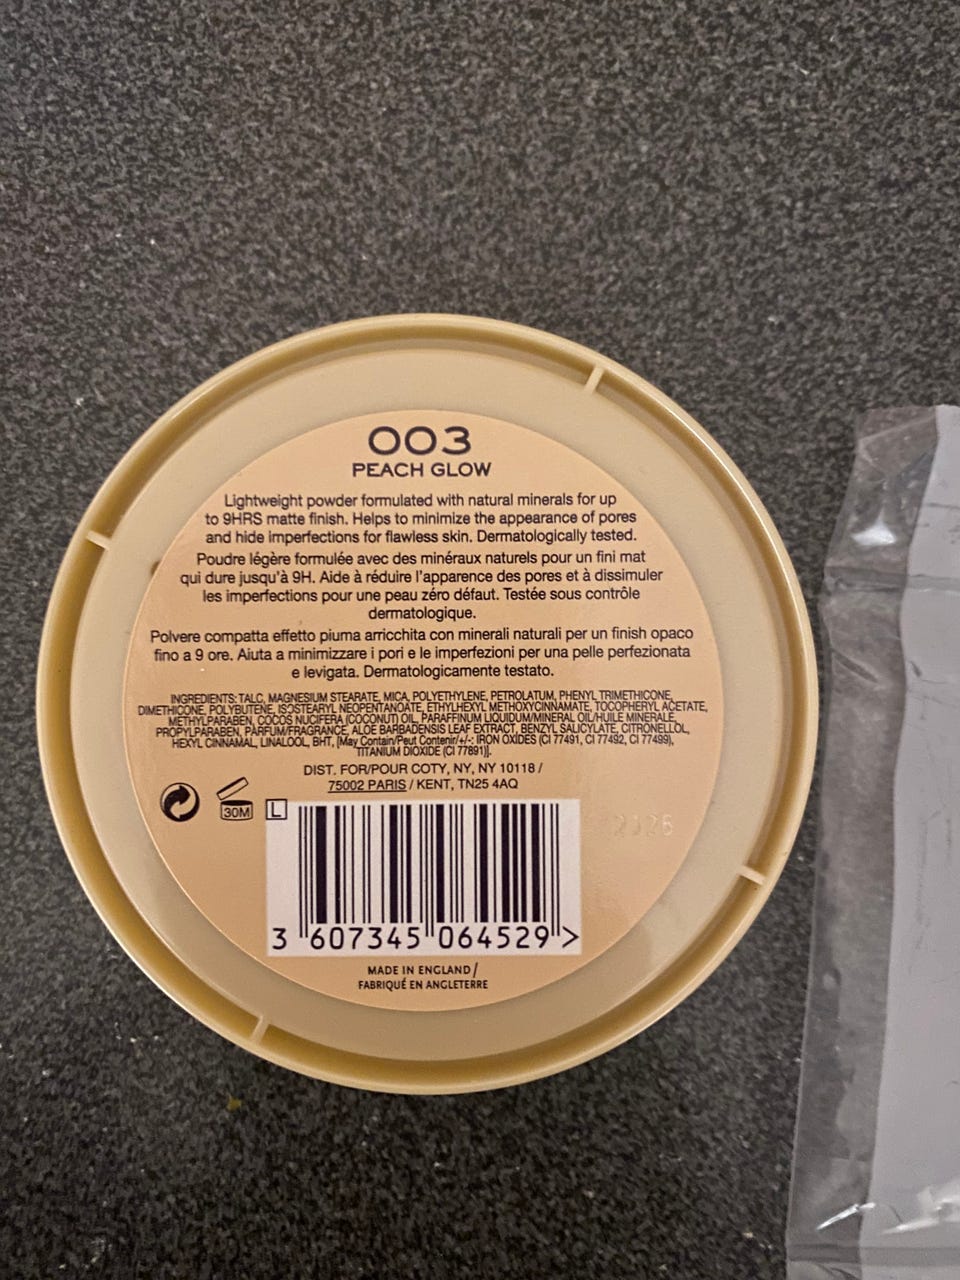 003
PEACH GLOW
Lightweight powder formulated with natural minerals for up
to 9HRS matte finish. Helps to minimize the appearance of pores
and hide imperfections for flawless skin. Dermatologically tested.
Poudre légère formulée avec des minéraux naturels pour un fini mat
qui dure jusqu'à 9H. Aide à réduire l'apparence des pores et à dissimuler
les imperfections pour une peau zéro défaut. Testée sous contrôle
dermatologique.
Polvere compatta effetto piuma arricchita con minerali naturali per un finish opaco
fino a 9 ore. Aiuta a minimizzare i pori e le imperfezioni per una pelle perfezionata
e levigata. Dermatologicamente testato.
INGREDIENTS: TALC, MAGNESIUM STEARATE, MICA, POLYETHYLENE, PETROLATUM, PHENYL TRIMETHICONE,
DIMETHICONE, POLYBUTENE, ISOSTEARYL NEOPENTANOATE, ETHYLHEXYL METHOXYCINNAMATE, TOCOPHERYL ACETATE,
METHYLPARABEN, COCOS NUCIFERA (COCONUT) OIL, PARAFFINUM LIQUIDUM/MINERAL OIL/HUILE MINERALE,
PROPYLPARABEN, PARFUM/FRAGRANCE, ALOE BARBADENSIS LEAF EXTRACT, BENZYL SALICYLATE, CITRONELLOL,
HEXYL CINNAMAL, LINALOOL, BHT, [May Contain/Peut Contenir/+/-: IRON OXIDES (CI 77491, CI 77492, CI 77499),
TITANIUM DIOXIDE (CI 77891)].
DIST. FOR/POUR COTY, NY, NY 10118 /
75002 PARIS / KENT, TN25 4AQ
30M
L
3 607345 064529 >
MADE IN ENGLAND /
FABRIQUÉ EN ANGLETERRE